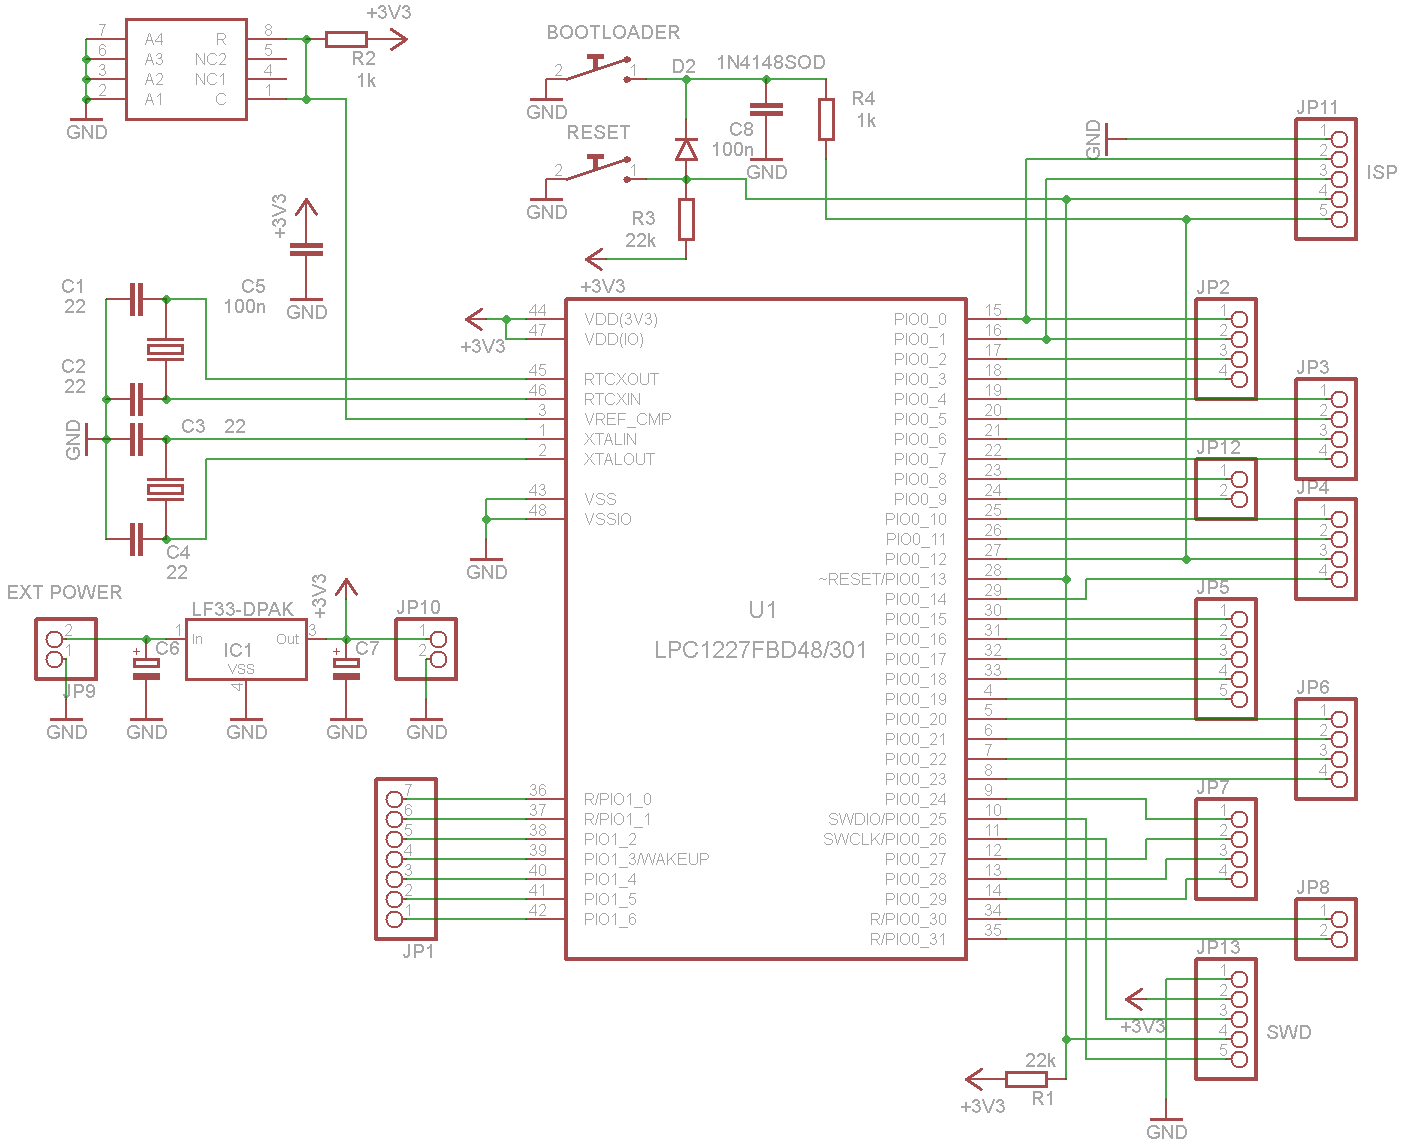 +3V3
7 A4 R 8
6 A3 NC2 5
3 A2 NC1 4
2 A1 C 1
R2
1k
GND
BOOTLOADER
2 1
GND
D2
1N4148SOD
C8
100n
GND
R4
1k
RESET
2 1
GND
R3
22k
+3V3
GND
JP11
1
2
3
4
5
ISP
+3V3
C5
100n
GND
C1
22
C2
22
GND
C3 22
C4
22
+3V3
44 VDD(3V3)
47 VDD(IO)
45 RTCXOUT
46 RTCXIN
3 VREF_CMP
1 XTALIN
2 XTALOUT
43 VSS
48 VSSIO
GND
PIO0_0 15
PIO0_1 16
PIO0_2 17
PIO0_3 18
PIO0_4 19
PIO0_5 20
PIO0_6 21
PIO0_7 22
PIO0_8 23
PIO0_9 24
PIO0_10 25
PIO0_11 26
PIO0_12 27
~RESET/PIO0_13 28
PIO0_14 29
PIO0_15 30
PIO0_16 31
PIO0_17 32
PIO0_18 33
PIO0_19 4
PIO0_20 5
PIO0_21 6
PIO0_22 7
PIO0_23 8
PIO0_24 9
SWDIO/PIO0_25 10
SWCLK/PIO0_26 11
PIO0_27 12
PIO0_28 13
PIO0_29 14
R/PIO0_30 34
R/PIO0_31 35
U1
LPC1227FBD48/301
36 R/PIO1_0
37 R/PIO1_1
38 PIO1_2
39 PIO1_3/WAKEUP
40 PIO1_4
41 PIO1_5
42 PIO1_6
JP2
1
2
3
4
JP3
1
2
3
4
JP12
1
2
JP4
1
2
3
4
JP5
1
2
3
4
5
JP6
1
2
3
4
JP7
1
2
3
4
JP8
1
2
JP13
1
2
3
4
5
SWD
+3V3
GND
22k
R1
+3V3
EXT POWER
2
1
JP9
GND
+
C6
GND
LF33-DPAK
1 In Out 3
IC1
VSS
4
GND
+3V3
+
C7
GND
JP10
1
2
GND
7
6
5
4
3
2
1
JP1